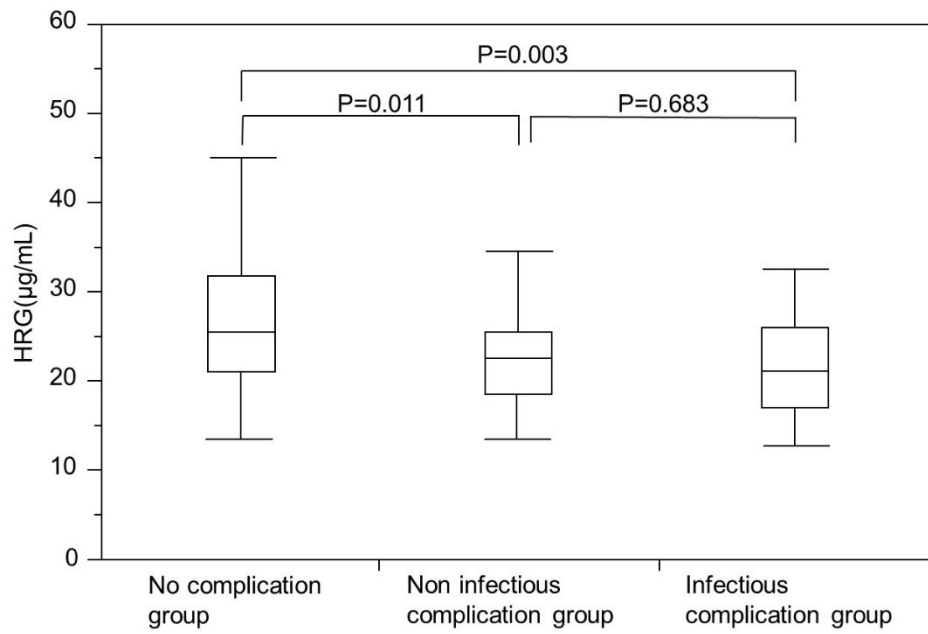 60
50
40
30
20
10
0
HRG(μg/mL)
P=0.003
P=0.011
P=0.683
No complication
group
Non infectious
complication group
Infectious
complication group